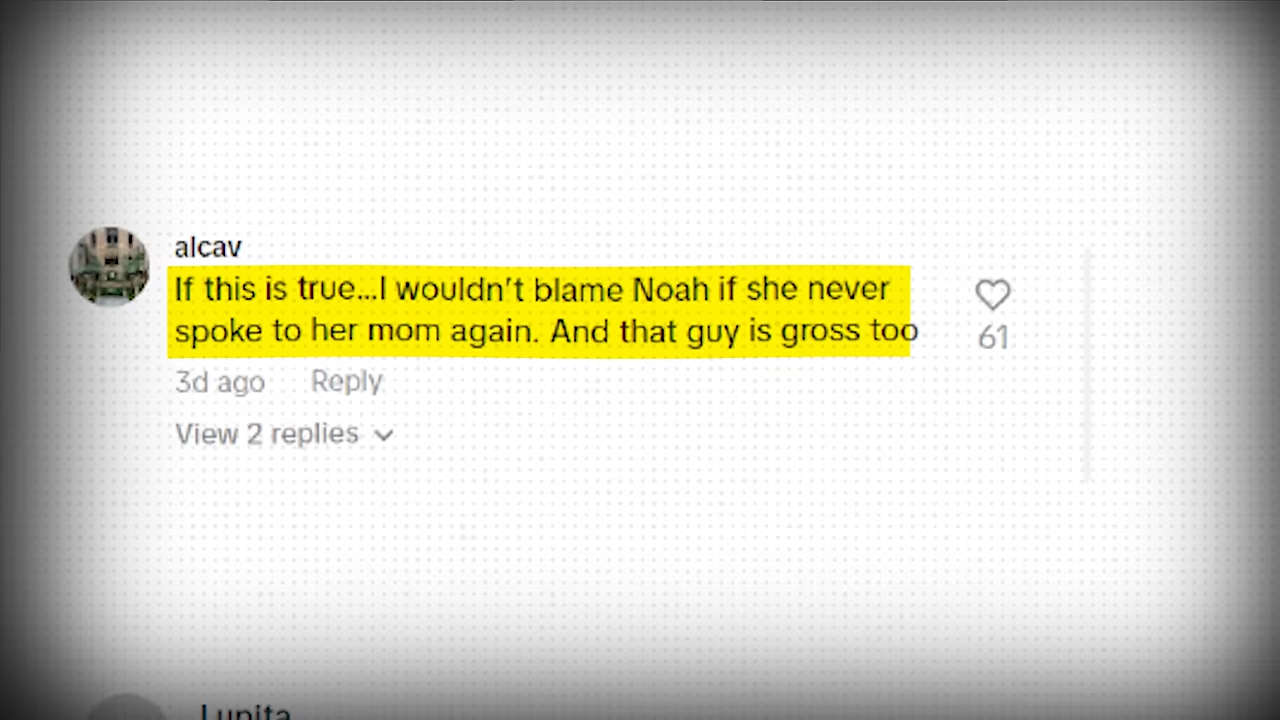 alcav
If this is true...I wouldn't blame Noah if she never
spoke to her mom again. And that guy is gross too
61
3d ago Reply
View 2 replies
Lupita